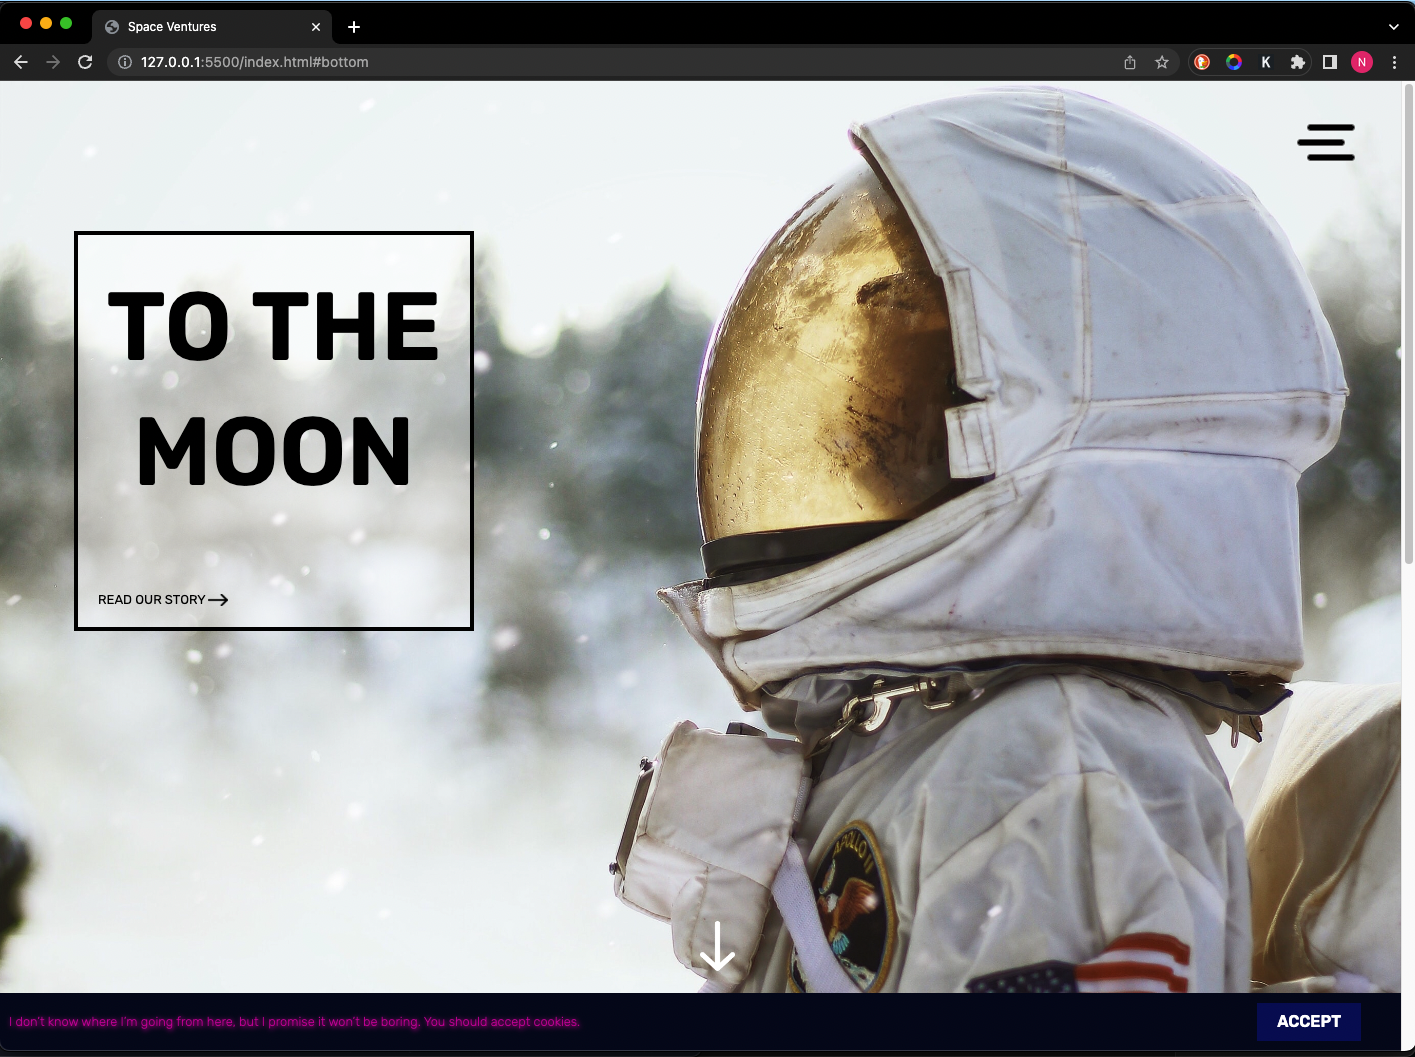 Space Ventures
127.0.0.1:5500/index.html#bottom
K
N
TO THE
MOON
READ OUR STORY
APOLLO 11
I don't know where I'm going from here, but I promise it won't be boring. You should accept cookies.
ACCEPT